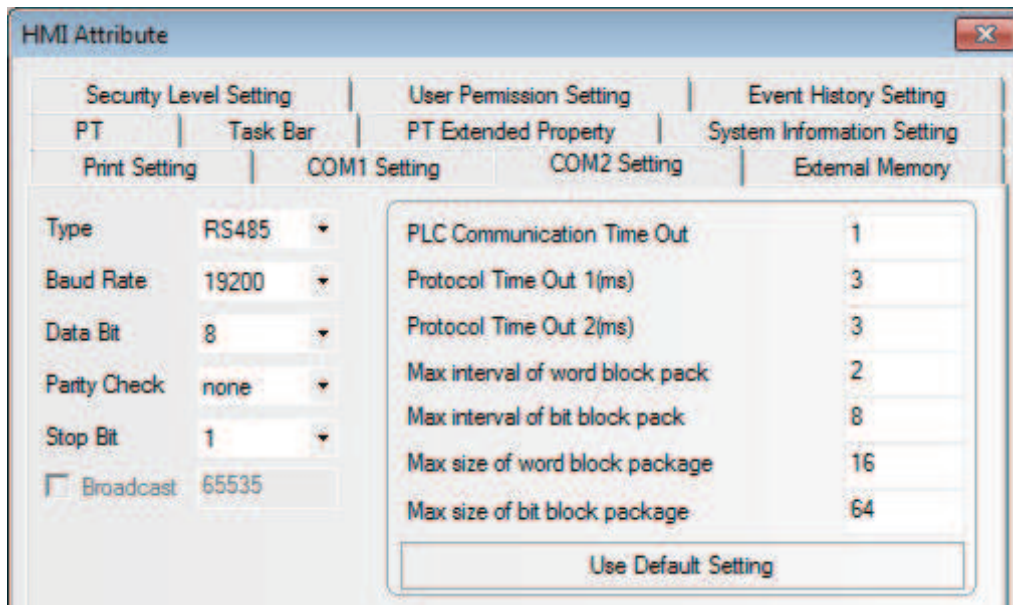 HMI Attribute
Security Level Setting User Permission Setting Event History Setting
PT Task Bar PT Extended Property System Information Setting
Print Setting COM1 Setting COM2 Setting External Memory
Type RS485
Baud Rate 19200
Data Bit 8
Parity Check none
Stop Bit 1
Broadcast 65535
PLC Communication Time Out 1
Protocol Time Out 1(ms) 3
Protocol Time Out 2(ms) 3
Max interval of word block pack 2
Max interval of bit block pack 8
Max size of word block package 16
Max size of bit block package 64
Use Default Setting